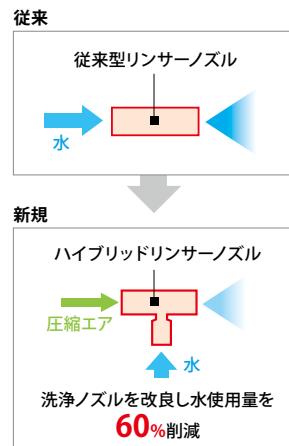 従来
従来型リンサーノズル
水
新規
ハイブリッドリンサーノズル
圧縮エア
水
洗浄ノズルを改良し水使用量を
60%削減